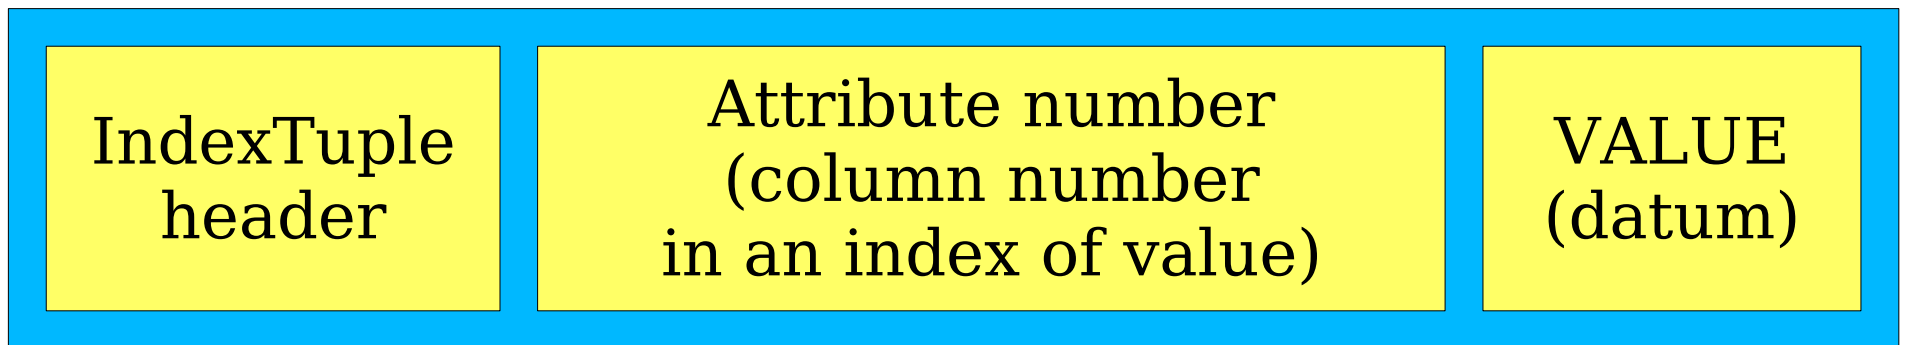 IndexTuple
header
Attribute number
(column number
in an index of value)
VALUE
(datum)